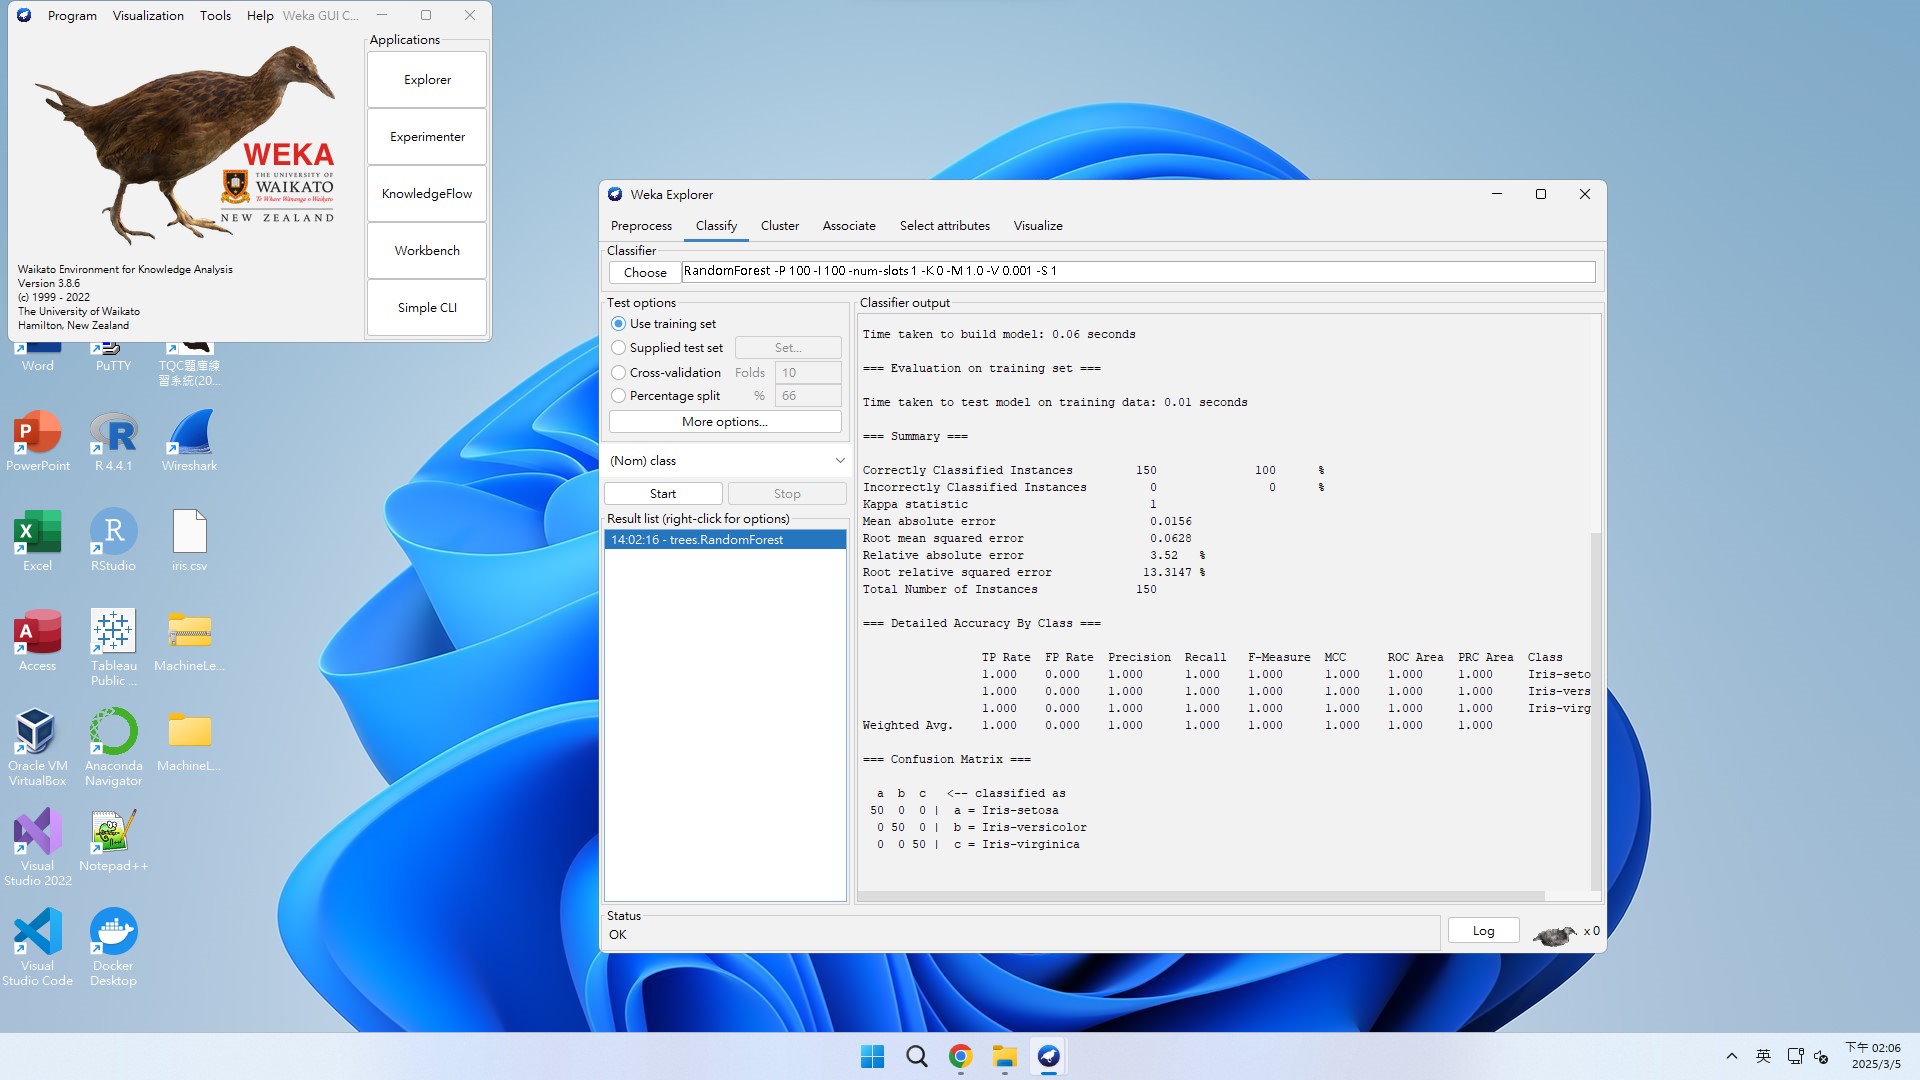 Program Visualization Tools Help Weka GUI C...
Applications
Explorer
Experimenter
KnowledgeFlow
Workbench
Simple CLI
WEKA
THE UNIVERSITY OF
WAIKATO
Te Whare Wānanga o Waikato
NEW ZEALAND
Waikato Environment for Knowledge Analysis
Version 3.8.6
(c) 1999 - 2022
The University of Waikato
Hamilton, New Zealand
Word
PuTTY
TQC題庫練
習系統(20...
PowerPoint
R 4.4.1
Wireshark
Excel
RStudio
iris.csv
Access
Tableau
Public ...
MachineLe...
Oracle VM
VirtualBox
Anaconda
Navigator
MachineL...
Visual
Studio 2022
Notepad++
Visual
Studio Code
Docker
Desktop
Weka Explorer
Preprocess Classify Cluster Associate Select attributes Visualize
Classifier
Choose RandomForest -P 100 -I 100 -num-slots 1 -K 0 -M 1.0 -V 0.001 -S 1
Test options
Use training set
Supplied test set Set...
Cross-validation Folds 10
Percentage split % 66
More options...
(Nom) class
Start Stop
Result list (right-click for options)
14:02:16 - trees.RandomForest
Classifier output
Time taken to build model: 0.06 seconds
=== Evaluation on training set ===
Time taken to test model on training data: 0.01 seconds
=== Summary ===
Correctly Classified Instances 150 100 %
Incorrectly Classified Instances 0 0 %
Kappa statistic 1
Mean absolute error 0.0156
Root mean squared error 0.0628
Relative absolute error 3.52 %
Root relative squared error 13.3147 %
Total Number of Instances 150
=== Detailed Accuracy By Class ===
TP Rate FP Rate Precision Recall F-Measure MCC ROC Area PRC Area Class
1.000 0.000 1.000 1.000 1.000 1.000 1.000 1.000 Iris-seto
1.000 0.000 1.000 1.000 1.000 1.000 1.000 1.000 Iris-vers
1.000 0.000 1.000 1.000 1.000 1.000 1.000 1.000 Iris-virg
Weighted Avg. 1.000 0.000 1.000 1.000 1.000 1.000 1.000 1.000
=== Confusion Matrix ===
a b c <-- classified as
50 0 0 | a = Iris-setosa
0 50 0 | b = Iris-versicolor
0 0 50 | c = Iris-virginica
Status
OK
Log
x 0
英
下午 02:06
2025/3/5